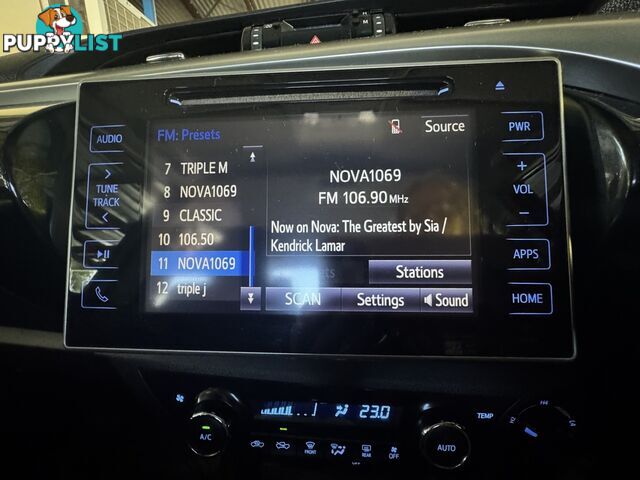 PUPPYLIST
AUDIO
TUNE
TRACK
FM: Presets
Source
7 TRIPLE M
8 NOVA1069
9 CLASSIC
10 106.50
11 NOVA1069
12 triple j
NOVA1069
FM 106.90 MHz
Now on Nova: The Greatest by Sia /
Kendrick Lamar
Stations
SCAN
Settings
Sound
PWR
+
VOL
−
APPS
HOME
A/C
23.0
FRONT
REAR
OFF
OFF
AUTO
TEMP